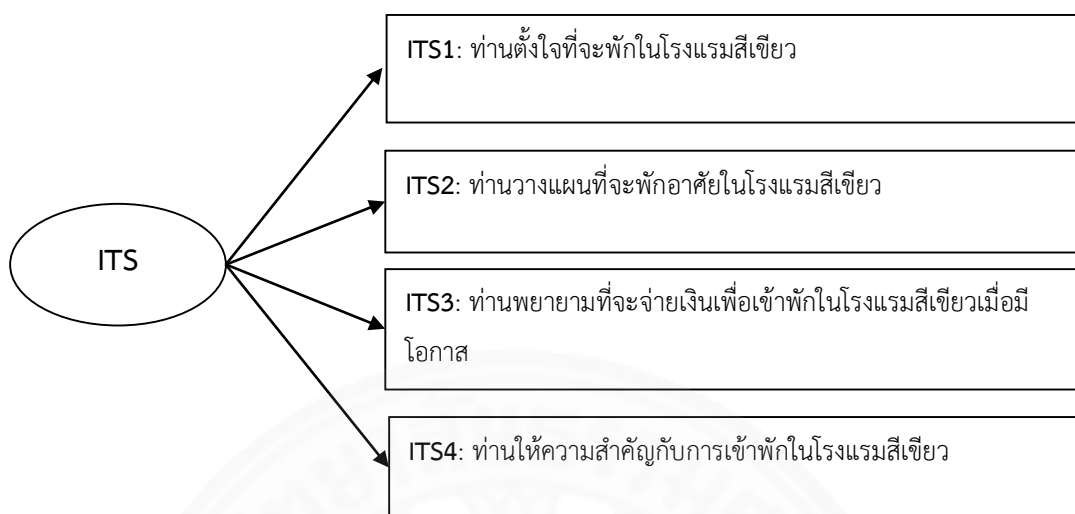 ITS1: ท่านตั้งใจที่จะพักในโรงแรมสีเขียว
ITS2: ท่านวางแผนที่จะพักอาศัยในโรงแรมสีเขียว
ITS
ITS3: ท่านพยายามที่จะจ่ายเงินเพื่อเข้าพักในโรงแรมสีเขียวเมื่อมี
โอกาส
ITS4: ท่านให้ความสำคัญกับการเข้าพักในโรงแรมสีเขียว